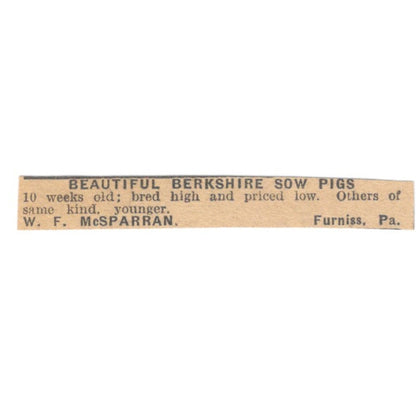 BEAUTIFUL BERKSHIRE SOW PIGS
10 weeks old; bred high and priced low. Others of
same kind, younger.
W. F. McSPARRAN. Furniss, Pa.